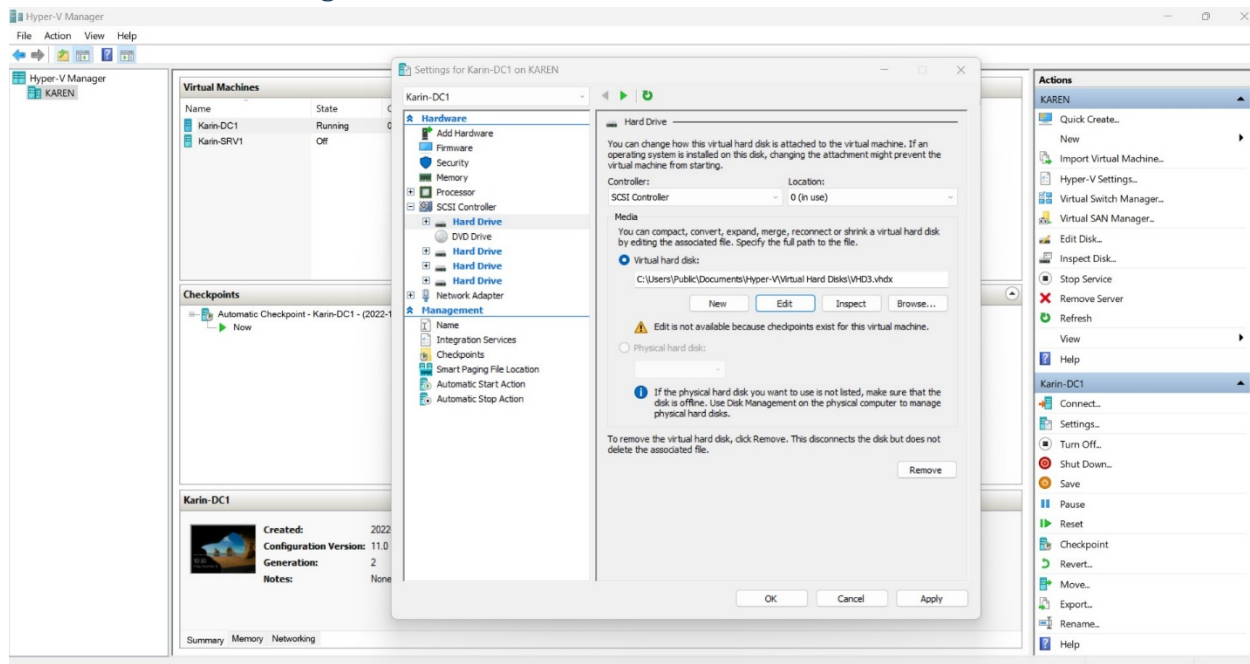 Hyper-V Manager
File Action View Help
Hyper-V Manager
KAREN
Virtual Machines
Name State
Karin-DC1 Running
Karin-SRV1 Off
Checkpoints
Automatic Checkpoint - Karin-DC1 - (2022-1
Now
Karin-DC1
Created: 2022
Configuration Version: 11.0
Generation: 2
Notes: None
Summary Memory Networking
Settings for Karin-DC1 on KAREN
Karin-DC1
Hardware
Add Hardware
Firmware
Security
Memory
Processor
SCSI Controller
Hard Drive
DVD Drive
Hard Drive
Hard Drive
Hard Drive
Network Adapter
Management
Name
Integration Services
Checkpoints
Smart Paging File Location
Automatic Start Action
Automatic Stop Action
Hard Drive
You can change how this virtual hard disk is attached to the virtual machine. If an
operating system is installed on this disk, changing the attachment might prevent the
virtual machine from starting.
Controller: Location:
SCSI Controller 0 (in use)
Media
You can compact, convert, expand, merge, reconnect or shrink a virtual hard disk
by editing the associated file. Specify the full path to the file.
Virtual hard disk:
C:\Users\Public\Documents\Hyper-V\Virtual Hard Disks\VHD3.vhdx
New Edit Inspect Browse...
Edit is not available because checkpoints exist for this virtual machine.
Physical hard disk:
If the physical hard disk you want to use is not listed, make sure that the
disk is offline. Use Disk Management on the physical computer to manage
physical hard disks.
To remove the virtual hard disk, click Remove. This disconnects the disk but does not
delete the associated file.
Remove
OK Cancel Apply
Actions
KAREN
Quick Create...
New
Import Virtual Machine...
Hyper-V Settings...
Virtual Switch Manager...
Virtual SAN Manager...
Edit Disk...
Inspect Disk...
Stop Service
Remove Server
Refresh
View
Help
Karin-DC1
Connect...
Settings...
Turn Off...
Shut Down...
Save
Pause
Reset
Checkpoint
Revert...
Move...
Export...
Rename...
Help